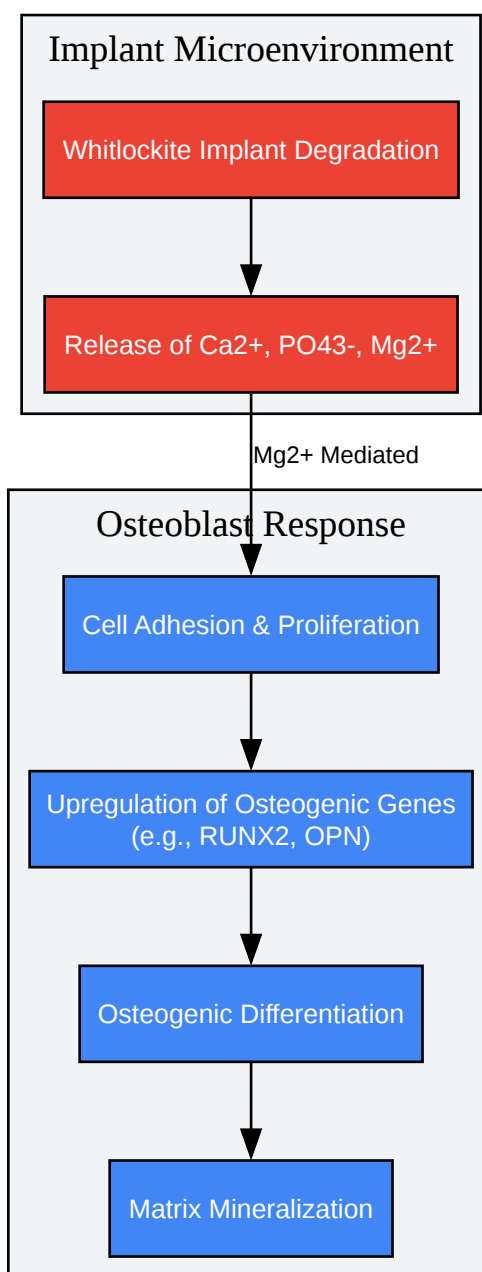 Implant Microenvironment
Whitlockite Implant Degradation
Release of Ca2+, PO43-, Mg2+
Mg2+ Mediated
Osteoblast Response
Cell Adhesion & Proliferation
Upregulation of Osteogenic Genes
(e.g., RUNX2, OPN)
Osteogenic Differentiation
Matrix Mineralization